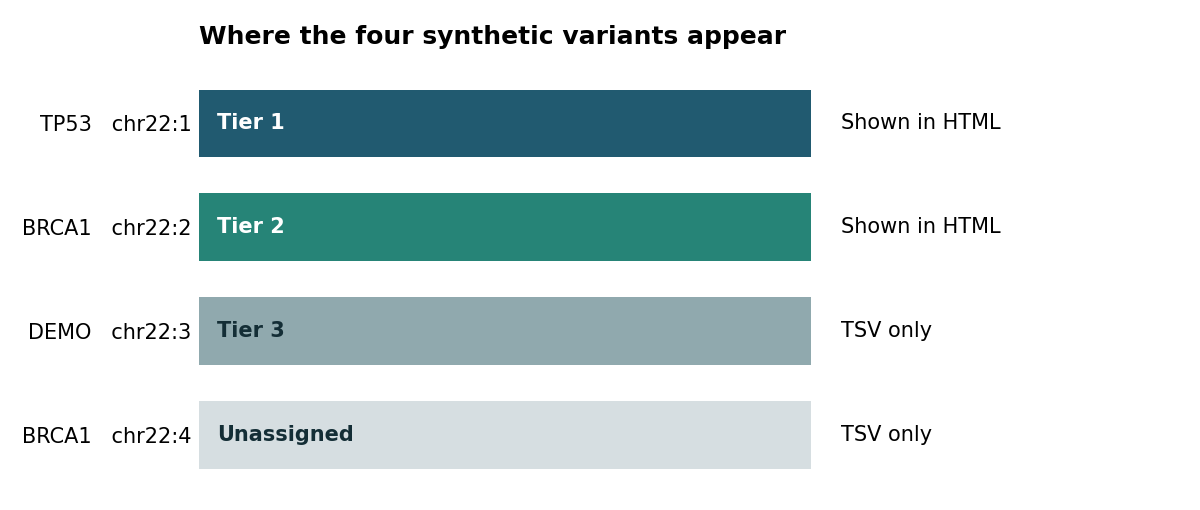 Where the four synthetic variants appear
TP53 chr22:1 Tier 1 Shown in HTML
BRCA1 chr22:2 Tier 2 Shown in HTML
DEMO chr22:3 Tier 3 TSV only
BRCA1 chr22:4 Unassigned TSV only